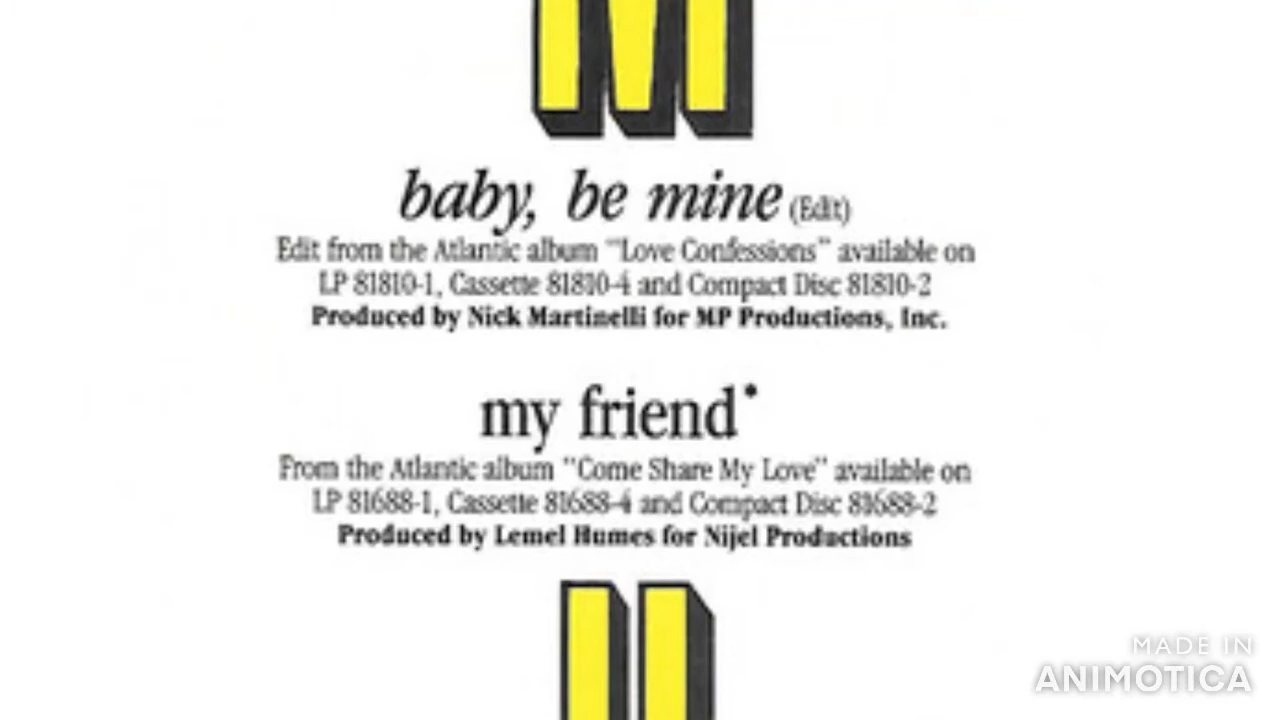 M
baby, be mine (Edit)
Edit from the Atlantic album "Love Confessions" available on
LP 81810-1, Cassette 81810-4 and Compact Disc 81810-2
Produced by Nick Martinelli for MP Productions, Inc.
my friend*
From the Atlantic album "Come Share My Love" available on
LP 81688-1, Cassette 81688-4 and Compact Disc 81688-2
Produced by Lemel Humes for Nijel Productions
MADE IN
ANIMOTICA